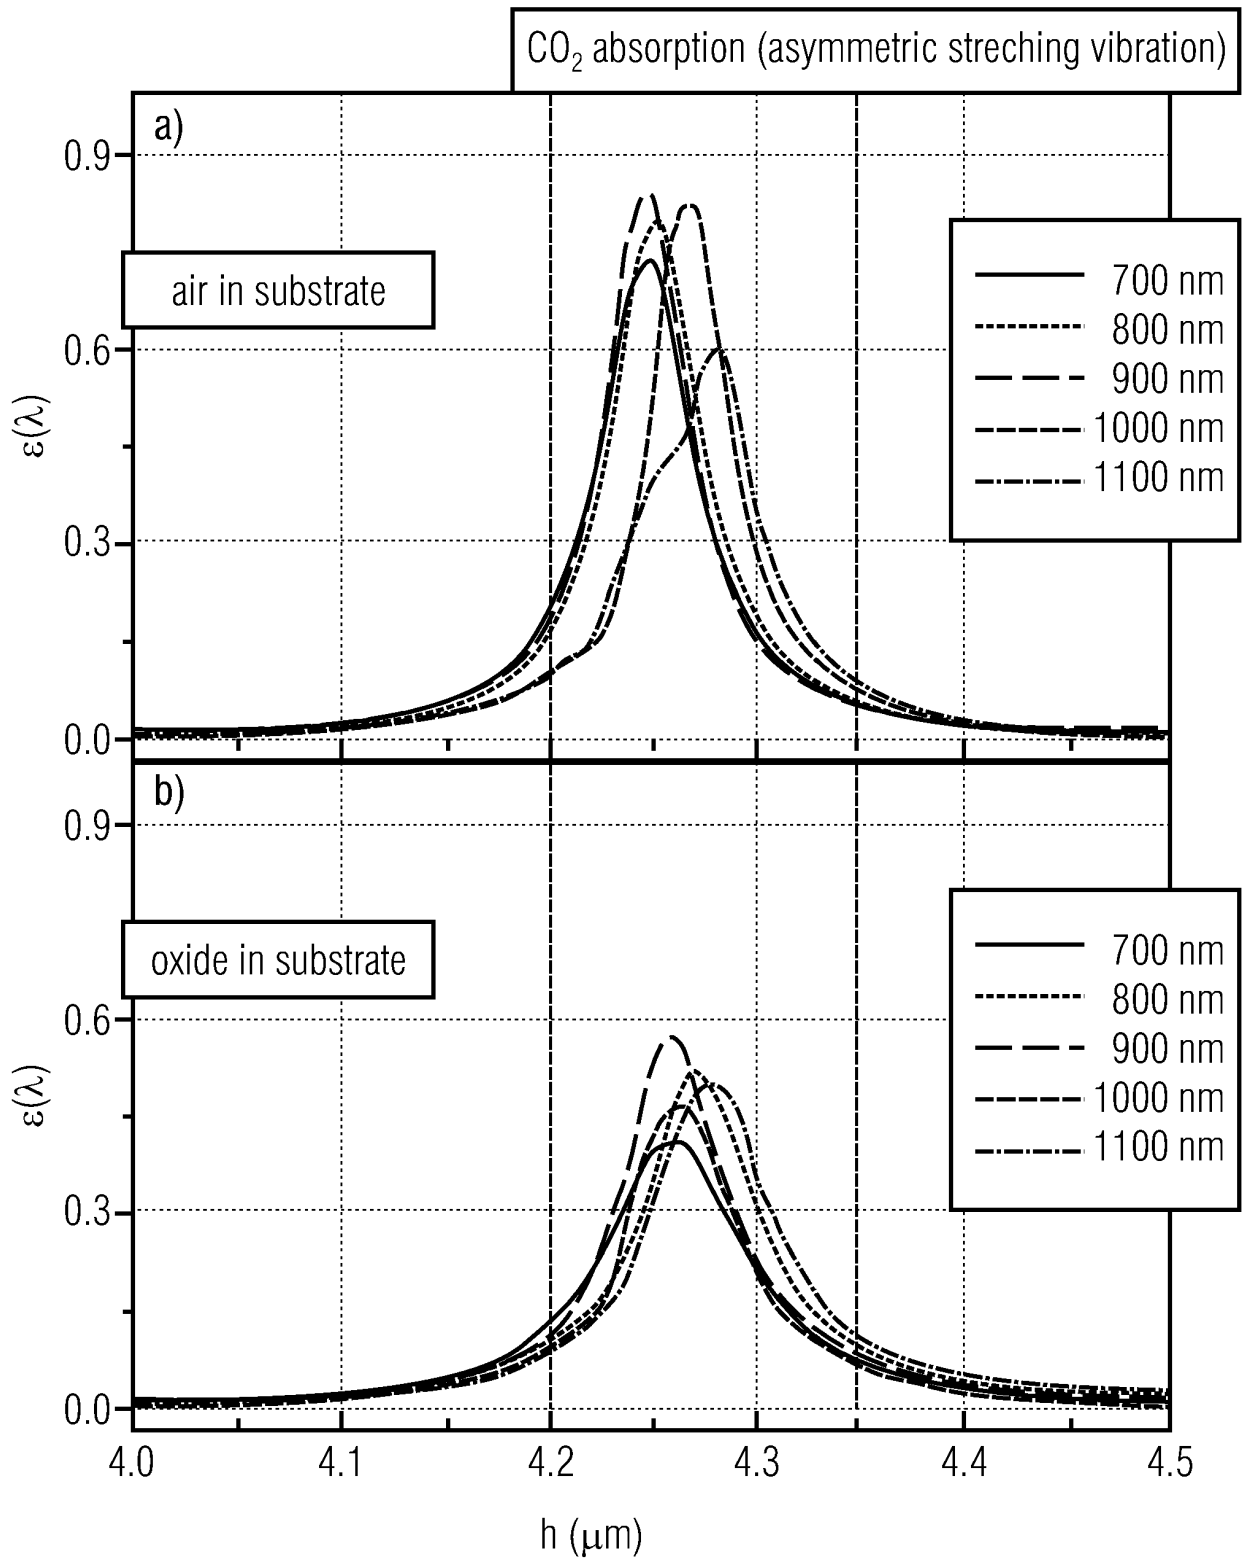 CO₂ absorption (asymmetric streching vibration)
a)
0.9
air in substrate
700 nm
800 nm
900 nm
1000 nm
1100 nm
0.6
ε(λ)
0.3
0.0
b)
0.9
oxide in substrate
700 nm
800 nm
900 nm
1000 nm
1100 nm
0.6
ε(λ)
0.3
0.0
4.0 4.1 4.2 4.3 4.4 4.5
h (μm)